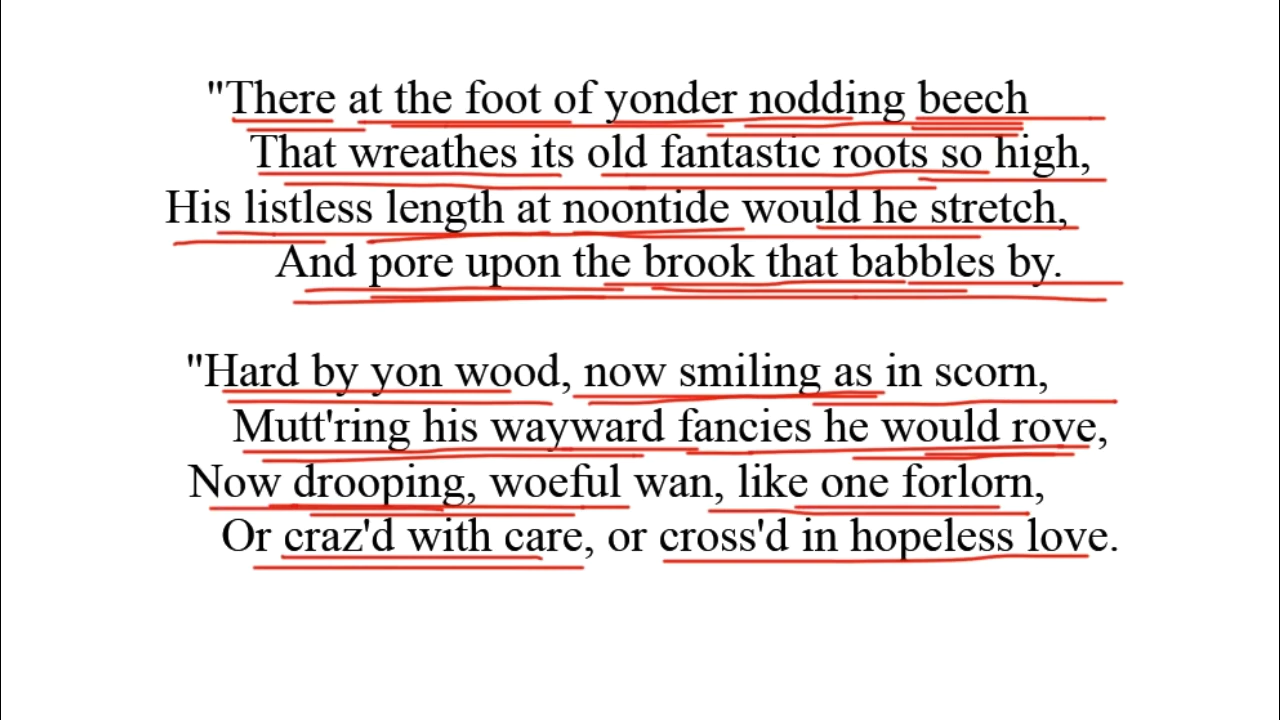 "There at the foot of yonder nodding beech
That wreathes its old fantastic roots so high,
His listless length at noontide would he stretch,
And pore upon the brook that babbles by.
"Hard by yon wood, now smiling as in scorn,
Mutt'ring his wayward fancies he would rove,
Now drooping, woeful wan, like one forlorn,
Or craz'd with care, or cross'd in hopeless love.